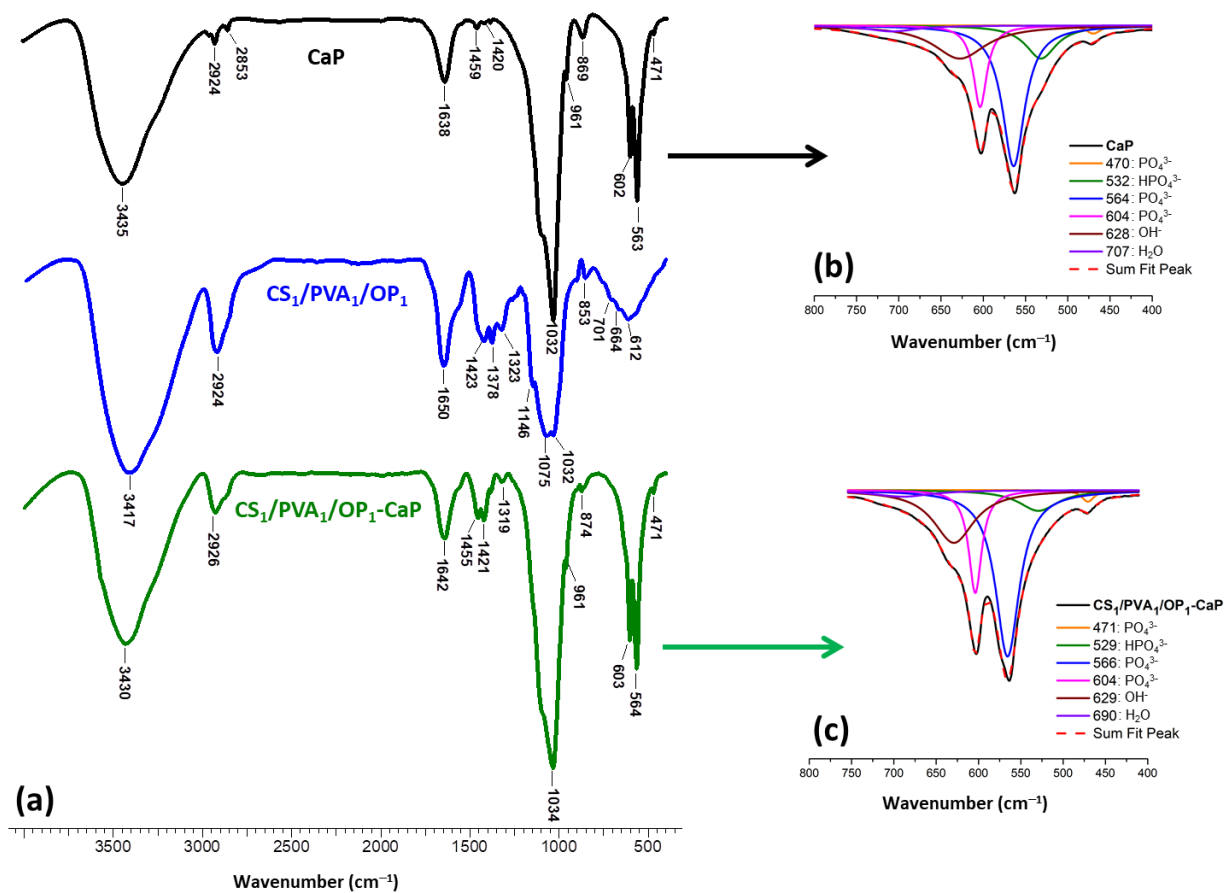 CaP
2924
2853
3435
1638
1459
1420
1032
961
869
602
563
471
CS₁/PVA₁/OP₁
3417
2924
1650
1423
1378
1323
1146
1075
1032
853
701
664
612
CS₁/PVA₁/OP₁-CaP
3430
2926
1642
1455
1421
1319
1034
961
874
603
564
471
(a)
3500 3000 2500 2000 1500 1000 500
Wavenumber (cm⁻¹)
CaP
470: PO₄³⁻
532: HPO₄³⁻
564: PO₄³⁻
604: PO₄³⁻
628: OH⁻
707: H₂O
Sum Fit Peak
(b)
800 750 700 650 600 550 500 450 400
Wavenumber (cm⁻¹)
CS₁/PVA₁/OP₁-CaP
471: PO₄³⁻
529: HPO₄³⁻
566: PO₄³⁻
604: PO₄³⁻
629: OH⁻
690: H₂O
Sum Fit Peak
(c)
800 750 700 650 600 550 500 450 400
Wavenumber (cm⁻¹)